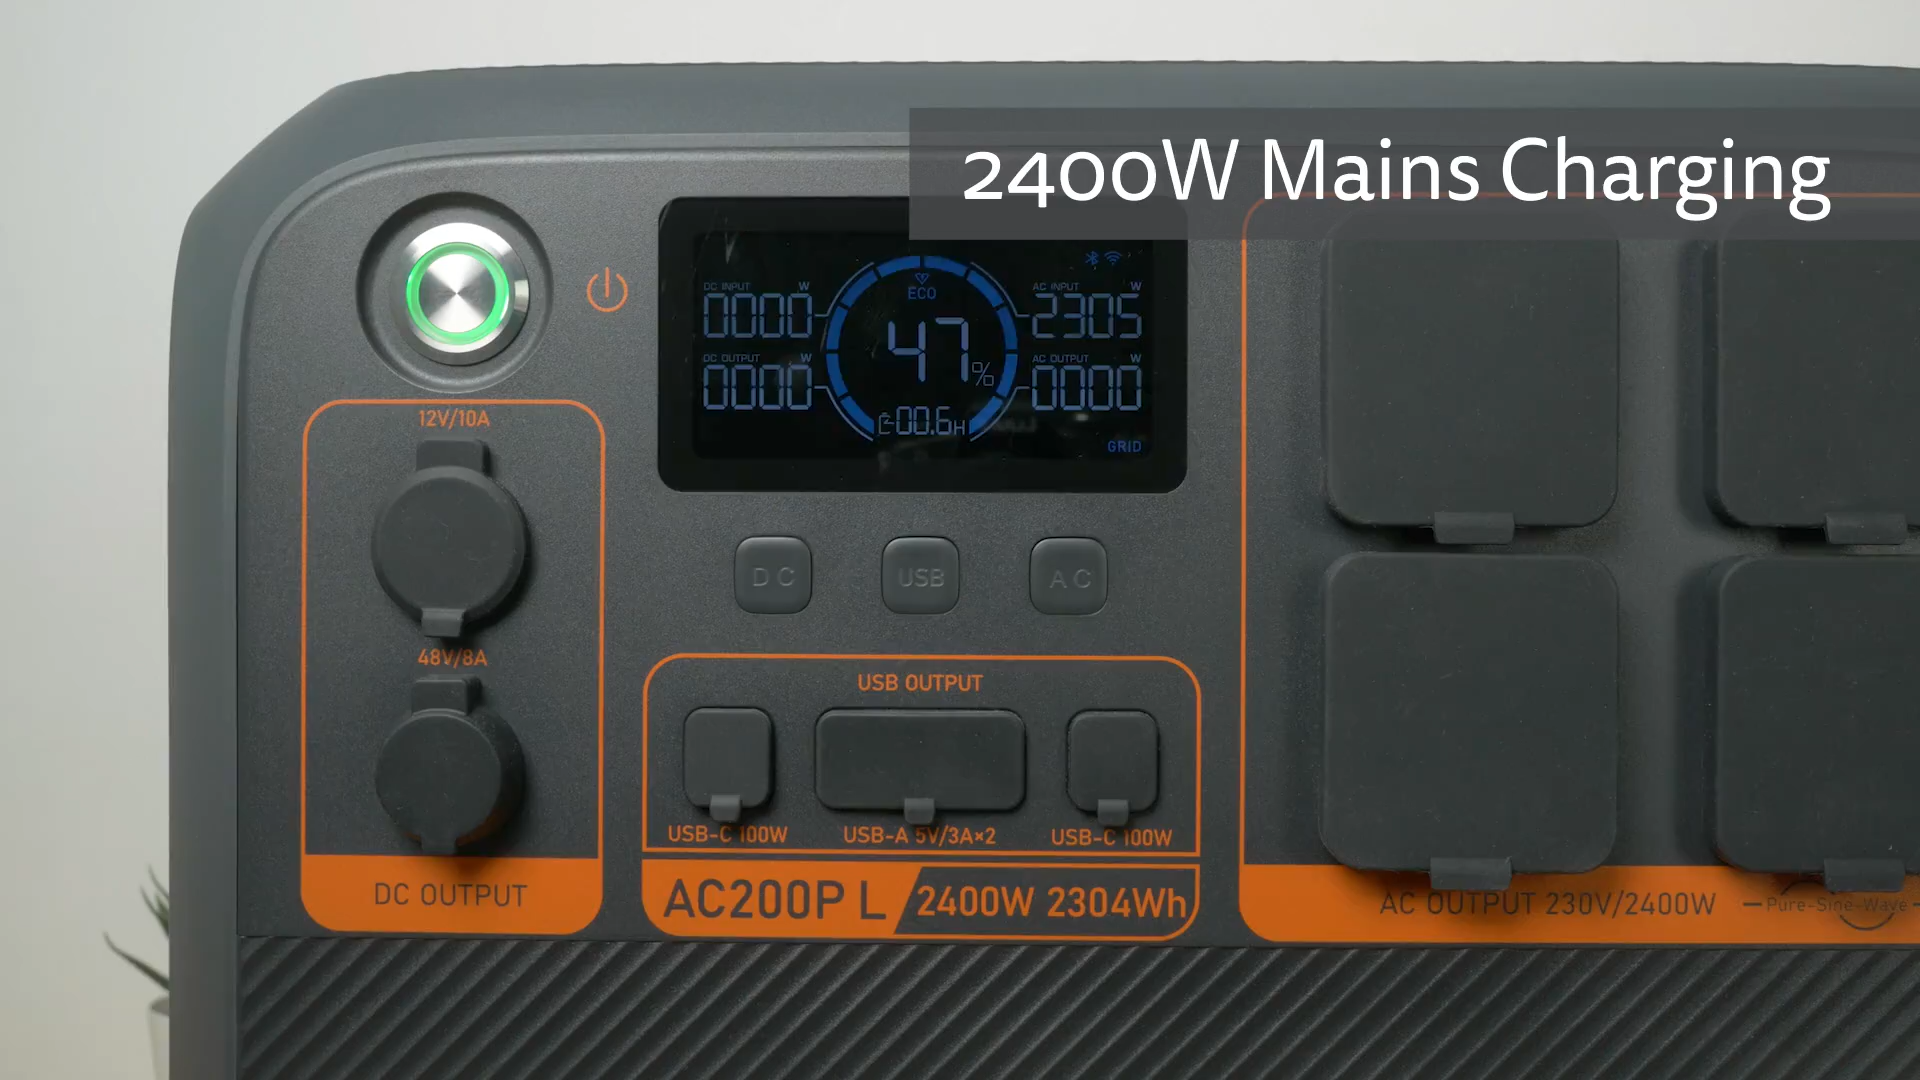 2400W Mains Charging
DC INPUT W
0000
DC OUTPUT W
0000
ECO
47%
00.6H
AC INPUT W
2305
AC OUTPUT W
0000
GRID
12V/10A
48V/8A
DC OUTPUT
DC
USB
AC
USB OUTPUT
USB-C 100W
USB-A 5V/3A×2
USB-C 100W
AC200P L
2400W 2304Wh
AC OUTPUT 230V/2400W
Pure-Sine-Wave